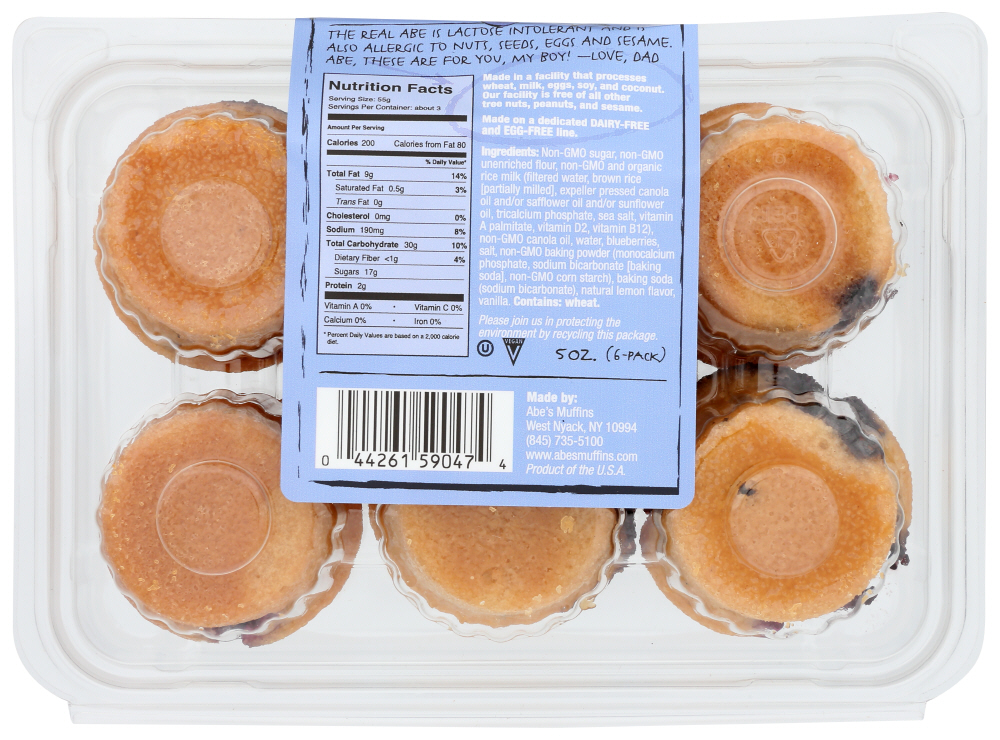 THE REAL ABE IS LACTOSE INTOLERANT AND IS
ALSO ALLERGIC TO NUTS, SEEDS, EGGS AND SESAME.
ABE, THESE ARE FOR YOU, MY BOY! —LOVE, DAD
Nutrition Facts
Serving Size: 55g
Servings Per Container: about 3
Amount Per Serving
Calories 200 Calories from Fat 80
% Daily Value*
Total Fat 9g 14%
Saturated Fat 0.5g 3%
Trans Fat 0g
Cholesterol 0mg 0%
Sodium 190mg 8%
Total Carbohydrate 30g 10%
Dietary Fiber <1g 4%
Sugars 17g
Protein 2g
Vitamin A 0% • Vitamin C 0%
Calcium 0% • Iron 0%
* Percent Daily Values are based on a 2,000 calorie
diet.
Made in a facility that processes
wheat, milk, eggs, soy, and coconut.
Our facility is free of all other
tree nuts, peanuts, and sesame.
Made on a dedicated DAIRY-FREE
and EGG-FREE line.
Ingredients: Non-GMO sugar, non-GMO
unenriched flour, non-GMO and organic
rice milk (filtered water, brown rice
[partially milled], expeller pressed canola
oil and/or safflower oil and/or sunflower
oil, tricalcium phosphate, sea salt, vitamin
A palmitate, vitamin D2, vitamin B12),
non-GMO canola oil, water, blueberries,
salt, non-GMO baking powder (monocalcium
phosphate, sodium bicarbonate [baking
soda], non-GMO corn starch), baking soda
(sodium bicarbonate), natural lemon flavor,
vanilla. Contains: wheat.
Please join us in protecting the
environment by recycling this package.
U VEGAN 5 OZ. (6-PACK)
0 44261 59047 4
Made by:
Abe's Muffins
West Nyack, NY 10994
(845) 735-5100
www.abesmuffins.com
Product of the U.S.A.